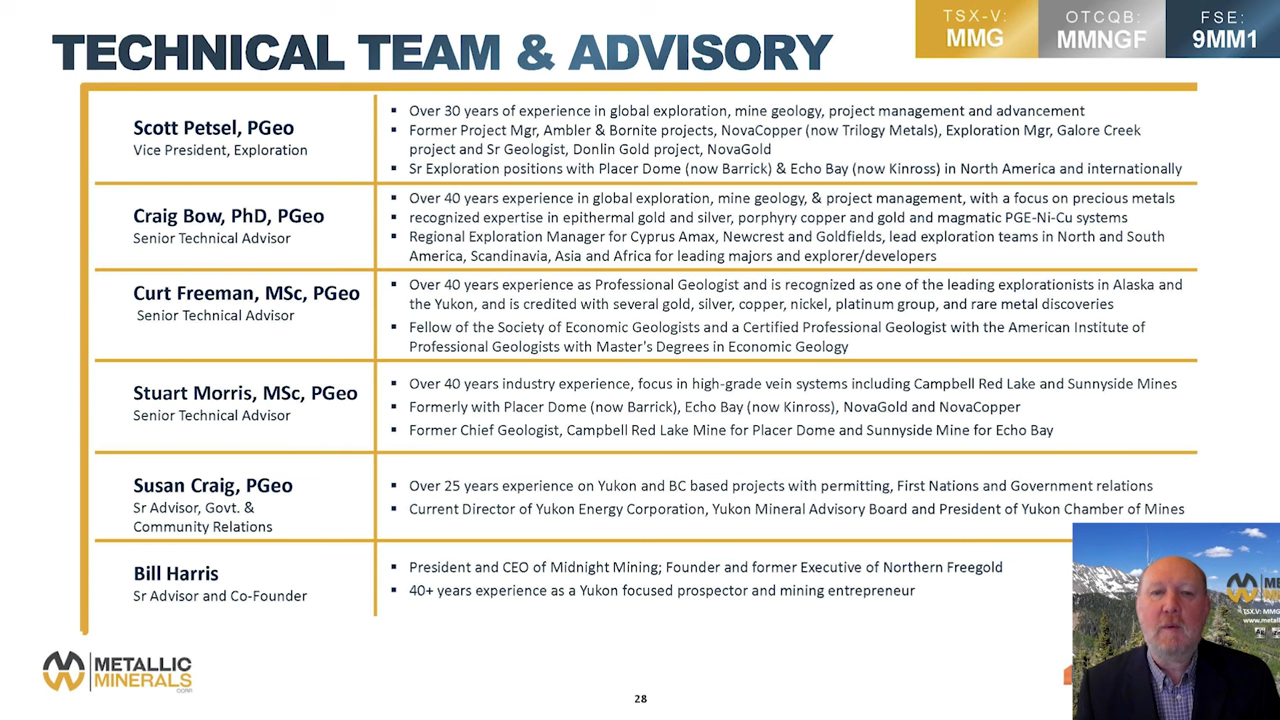 TSX-V:
MMG
OTCQB:
MMNGF
FSE:
9MM1
TECHNICAL TEAM & ADVISORY
Scott Petsel, PGeo
Vice President, Exploration
▪ Over 30 years of experience in global exploration, mine geology, project management and advancement
▪ Former Project Mgr, Ambler & Bornite projects, NovaCopper (now Trilogy Metals), Exploration Mgr, Galore Creek
project and Sr Geologist, Donlin Gold project, NovaGold
▪ Sr Exploration positions with Placer Dome (now Barrick) & Echo Bay (now Kinross) in North America and internationally
Craig Bow, PhD, PGeo
Senior Technical Advisor
▪ Over 40 years of experience in global exploration, mine geology, & project management, with a focus on precious metals
▪ recognized expertise in epithermal gold and silver, porphyry copper and gold and magmatic PGE-Ni-Cu systems
▪ Regional Exploration Manager for Cyprus Amax, Newcrest and Goldfields, lead exploration teams in North and South
America, Scandinavia, Asia and Africa for leading majors and explorer/developers
Curt Freeman, MSc, PGeo
Senior Technical Advisor
▪ Over 40 years experience as Professional Geologist and is recognized as one of the leading explorationists in Alaska and
the Yukon, and is credited with several gold, silver, copper, nickel, platinum group, and rare metal discoveries
▪ Fellow of the Society of Economic Geologists and a Certified Professional Geologist with the American Institute of
Professional Geologists with Master's Degrees in Economic Geology
Stuart Morris, MSc, PGeo
Senior Technical Advisor
▪ Over 40 years industry experience, focus in high-grade vein systems including Campbell Red Lake and Sunnyside Mines
▪ Formerly with Placer Dome (now Barrick), Echo Bay (now Kinross), NovaGold and NovaCopper
▪ Former Chief Geologist, Campbell Red Lake Mine for Placer Dome and Sunnyside Mine for Echo Bay
Susan Craig, PGeo
Sr Advisor, Govt. &
Community Relations
▪ Over 25 years experience on Yukon and BC based projects with permitting, First Nations and Government relations
▪ Current Director of Yukon Energy Corporation, Yukon Mineral Advisory Board and President of Yukon Chamber of Mines
Bill Harris
Sr Advisor and Co-Founder
▪ President and CEO of Midnight Mining; Founder and former Executive of Northern Freegold
▪ 40+ years experience as a Yukon focused prospector and mining entrepreneur
METALLIC
MINERALS
CORP
28
TSX.V: MMG
www.metal